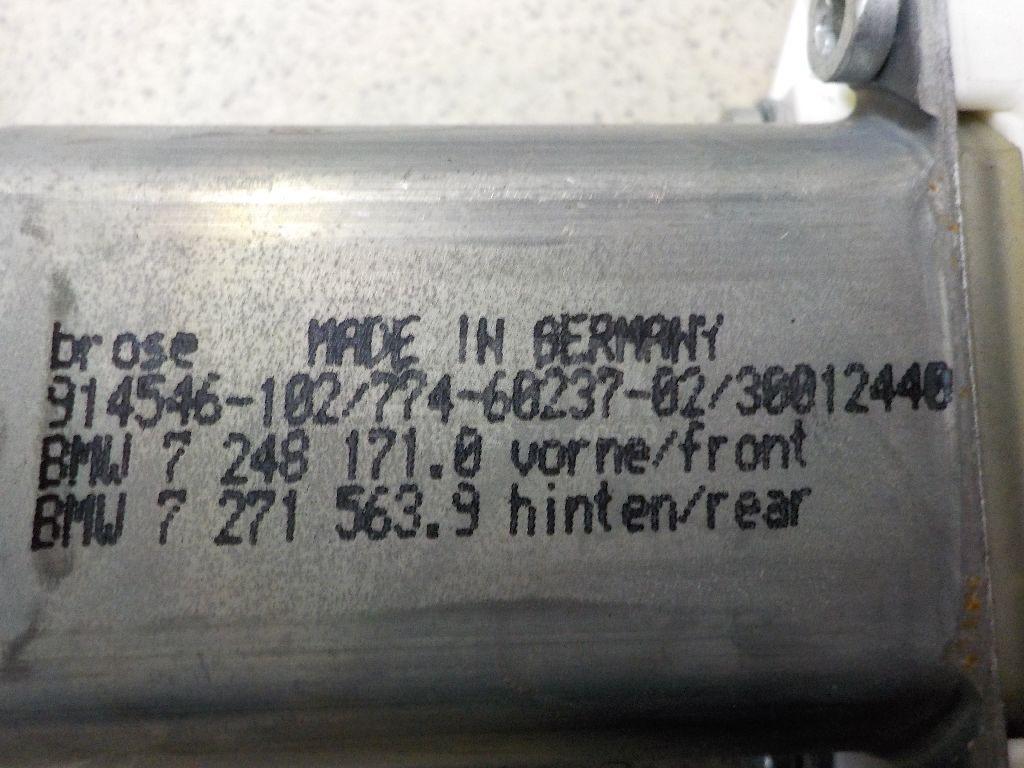 brose MADE IN GERMANY
914546-102/774-60237-02/30012440
BMW 7 248 171.0 vorne/front
BMW 7 271 563.9 hinten/rear